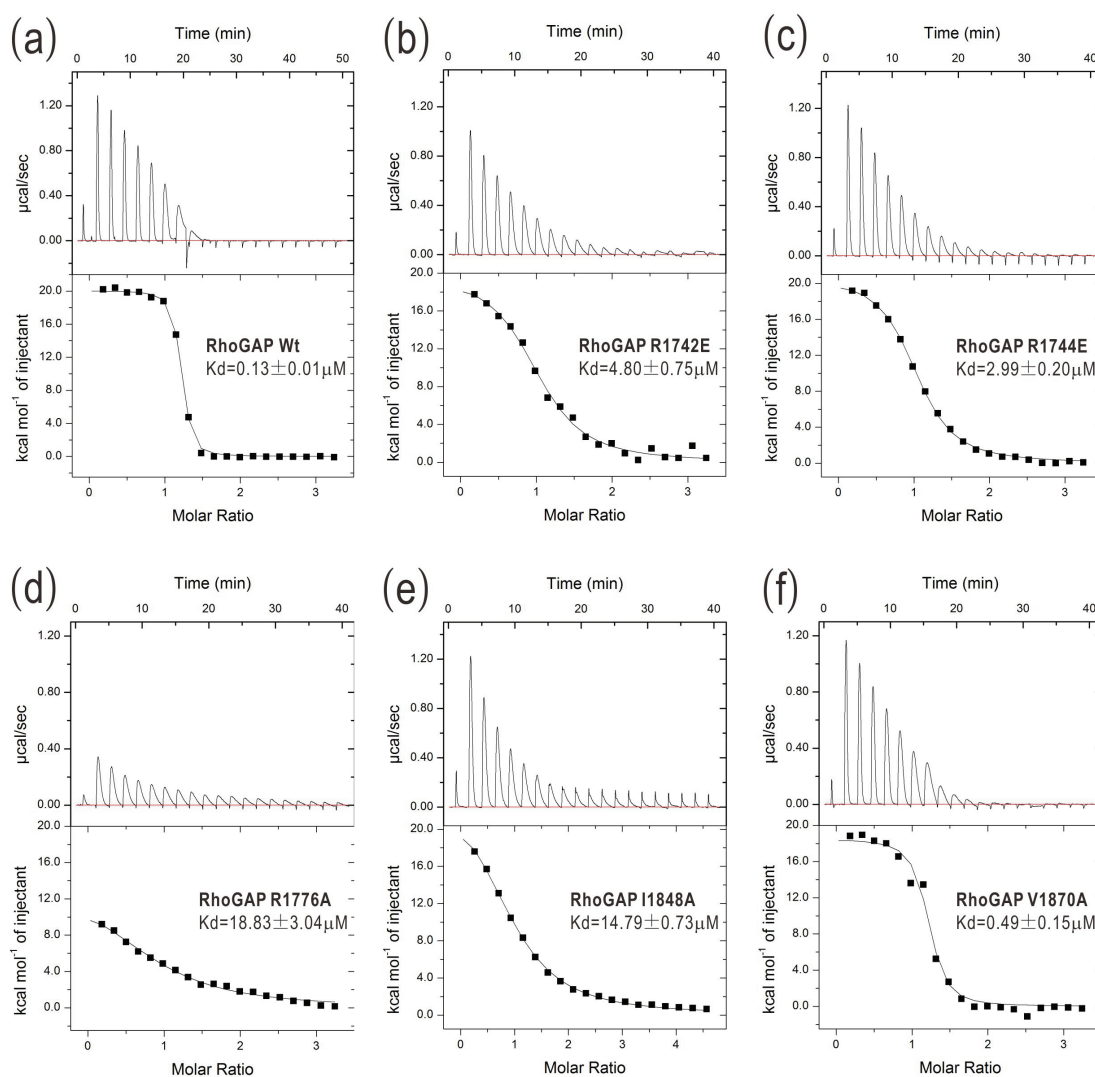 (a)
Time (min)
0 10 20 30 40 50
1.20
0.80
0.40
0.00
µcal/sec
20.0
16.0
12.0
8.0
4.0
0.0
kcal mol-1 of injectant
RhoGAP Wt
Kd=0.13±0.01µM
0 1 2 3
Molar Ratio
(b)
Time (min)
0 10 20 30 40
1.20
0.80
0.40
0.00
µcal/sec
20.0
16.0
12.0
8.0
4.0
0.0
kcal mol-1 of injectant
RhoGAP R1742E
Kd=4.80±0.75µM
0 1 2 3
Molar Ratio
(c)
Time (min)
0 10 20 30 40
1.20
0.80
0.40
0.00
µcal/sec
20.0
16.0
12.0
8.0
4.0
0.0
kcal mol-1 of injectant
RhoGAP R1744E
Kd=2.99±0.20µM
0 1 2 3
Molar Ratio
(d)
Time (min)
0 10 20 30 40
1.20
0.80
0.40
0.00
µcal/sec
20.0
16.0
12.0
8.0
4.0
0.0
kcal mol-1 of injectant
RhoGAP R1776A
Kd=18.83±3.04µM
0 1 2 3
Molar Ratio
(e)
Time (min)
0 10 20 30 40
1.20
0.80
0.40
0.00
µcal/sec
20.0
16.0
12.0
8.0
4.0
0.0
kcal mol-1 of injectant
RhoGAP I1848A
Kd=14.79±0.73µM
0 1 2 3 4 5
Molar Ratio
(f)
Time (min)
0 10 20 30 40
1.20
0.80
0.40
0.00
µcal/sec
20.0
16.0
12.0
8.0
4.0
0.0
kcal mol-1 of injectant
RhoGAP V1870A
Kd=0.49±0.15µM
0 1 2 3
Molar Ratio